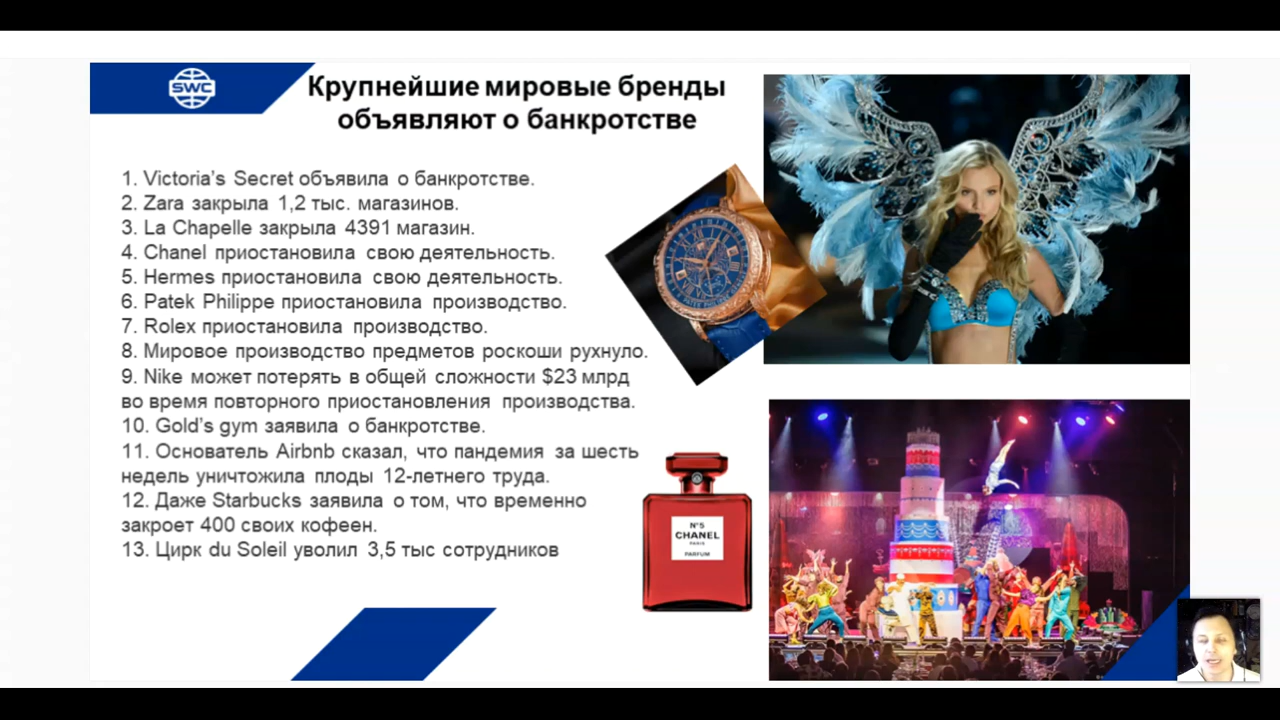 SWC
Крупнейшие мировые бренды
объявляют о банкротстве
1. Victoria’s Secret объявила о банкротстве.
2. Zara закрыла 1,2 тыс. магазинов.
3. La Chapelle закрыла 4391 магазин.
4. Chanel приостановила свою деятельность.
5. Hermes приостановила свою деятельность.
6. Patek Philippe приостановила производство.
7. Rolex приостановила производство.
8. Мировое производство предметов роскоши рухнуло.
9. Nike может потерять в общей сложности $23 млрд
во время повторного приостановления производства.
10. Gold’s gym заявила о банкротстве.
11. Основатель Airbnb сказал, что пандемия за шесть
недель уничтожила плоды 12-летнего труда.
12. Даже Starbucks заявила о том, что временно
закроет 400 своих кофеен.
13. Цирк du Soleil уволил 3,5 тыс сотрудников
N°5
CHANEL
PARIS
PARFUM